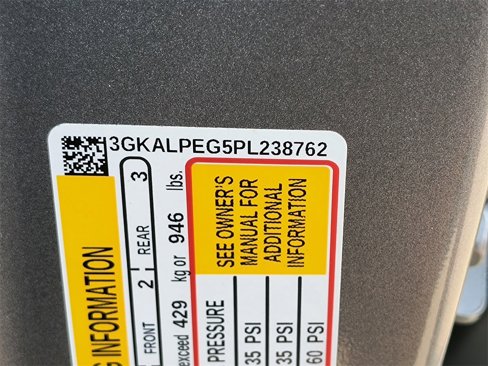 3GKALPEG5PL238762
G INFORMATION
FRONT 2 REAR 3
exceed 429 kg or 946 lbs.
SEE OWNER'S
MANUAL FOR
ADDITIONAL
INFORMATION
PRESSURE
35 PSI
35 PSI
60 PSI